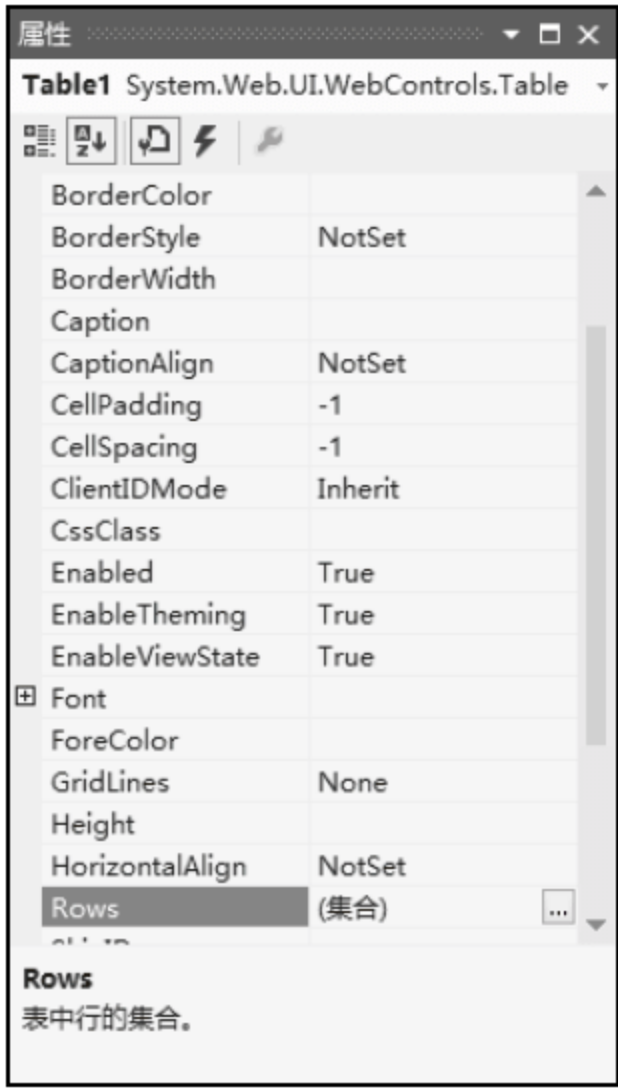 属性
Table1 System.Web.UI.WebControls.Table
BorderColor
BorderStyle NotSet
BorderWidth
Caption
CaptionAlign NotSet
CellPadding -1
CellSpacing -1
ClientIDMode Inherit
CssClass
Enabled True
EnableTheming True
EnableViewState True
Font
ForeColor
GridLines None
Height
HorizontalAlign NotSet
Rows (集合) ...
Rows
表中行的集合。